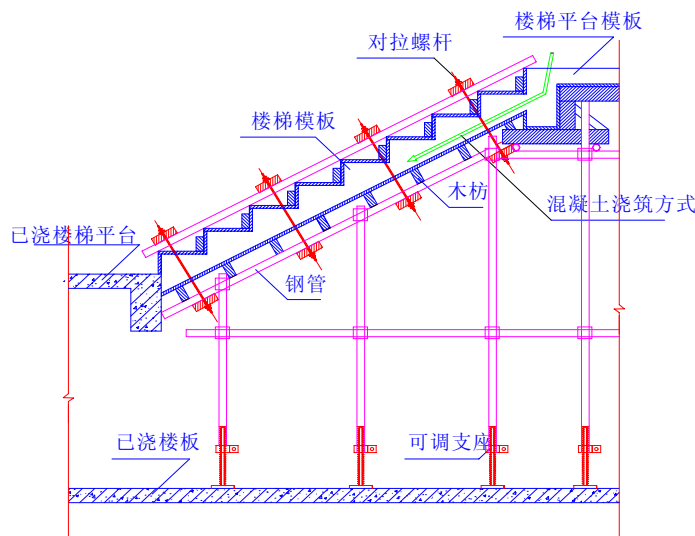 楼梯平台模板
对拉螺杆
楼梯模板
木枋
混凝土浇筑方式
已浇楼梯平台
钢管
已浇楼板
可调支座